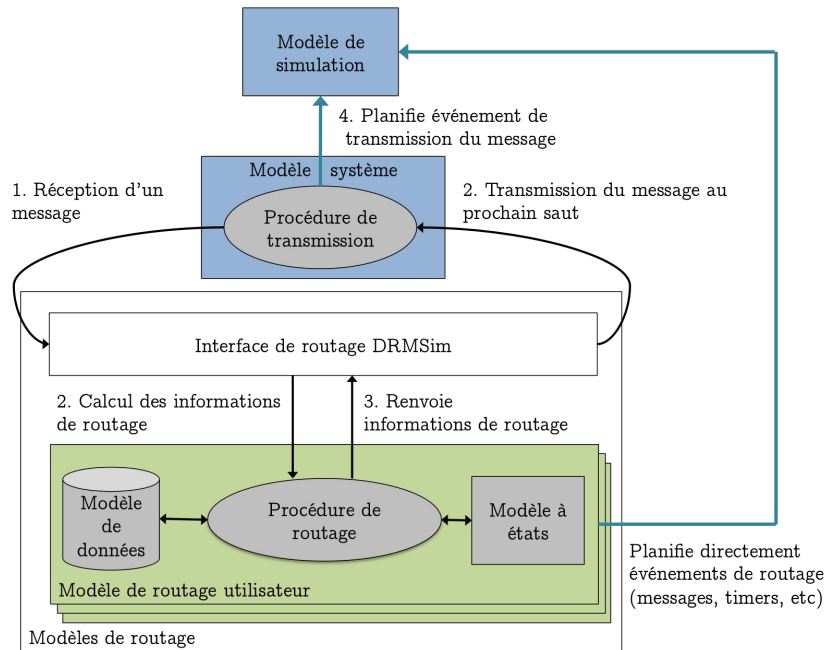 Modèle de
simulation
4. Planifie événement de
transmission du message
Modèle système
1. Réception d'un
message
2. Transmission du message au
prochain saut
Procédure de
transmission
Interface de routage DRMSim
2. Calcul des informations
de routage
3. Renvoie
informations de routage
Modèle
de
données
Procédure de
routage
Modèle à
états
Planifie directement
événements de routage
(messages, timers, etc)
Modèle de routage utilisateur
Modèles de routage